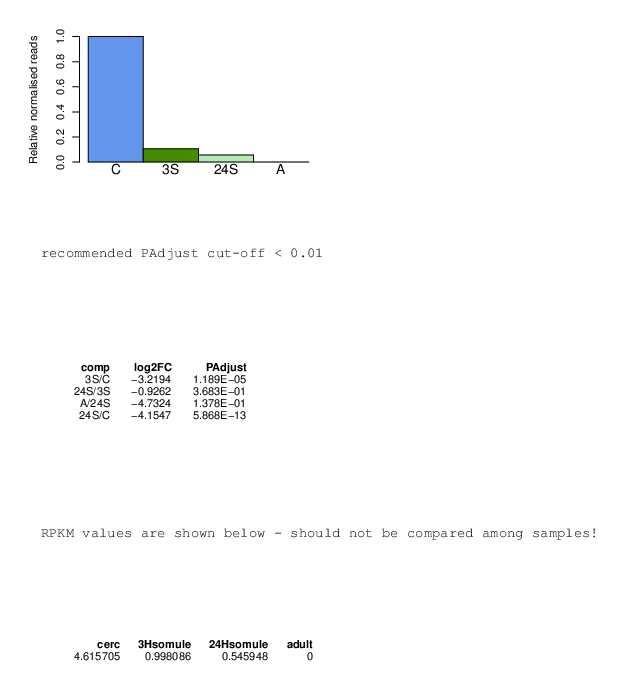 Relative normalised reads
1.0
0.8
0.6
0.4
0.2
0.0
C 3S 24S A
recommended PAdjust cut-off < 0.01
comp log2FC PAdjust
3S/C −3.2194 1.189E−05
24S/3S −0.9262 3.683E−01
A/24S −4.7324 1.378E−01
24S/C −4.1547 5.868E−13
RPKM values are shown below - should not be compared among samples!
cerc 3Hsomule 24Hsomule adult
4.615705 0.998086 0.545948 0